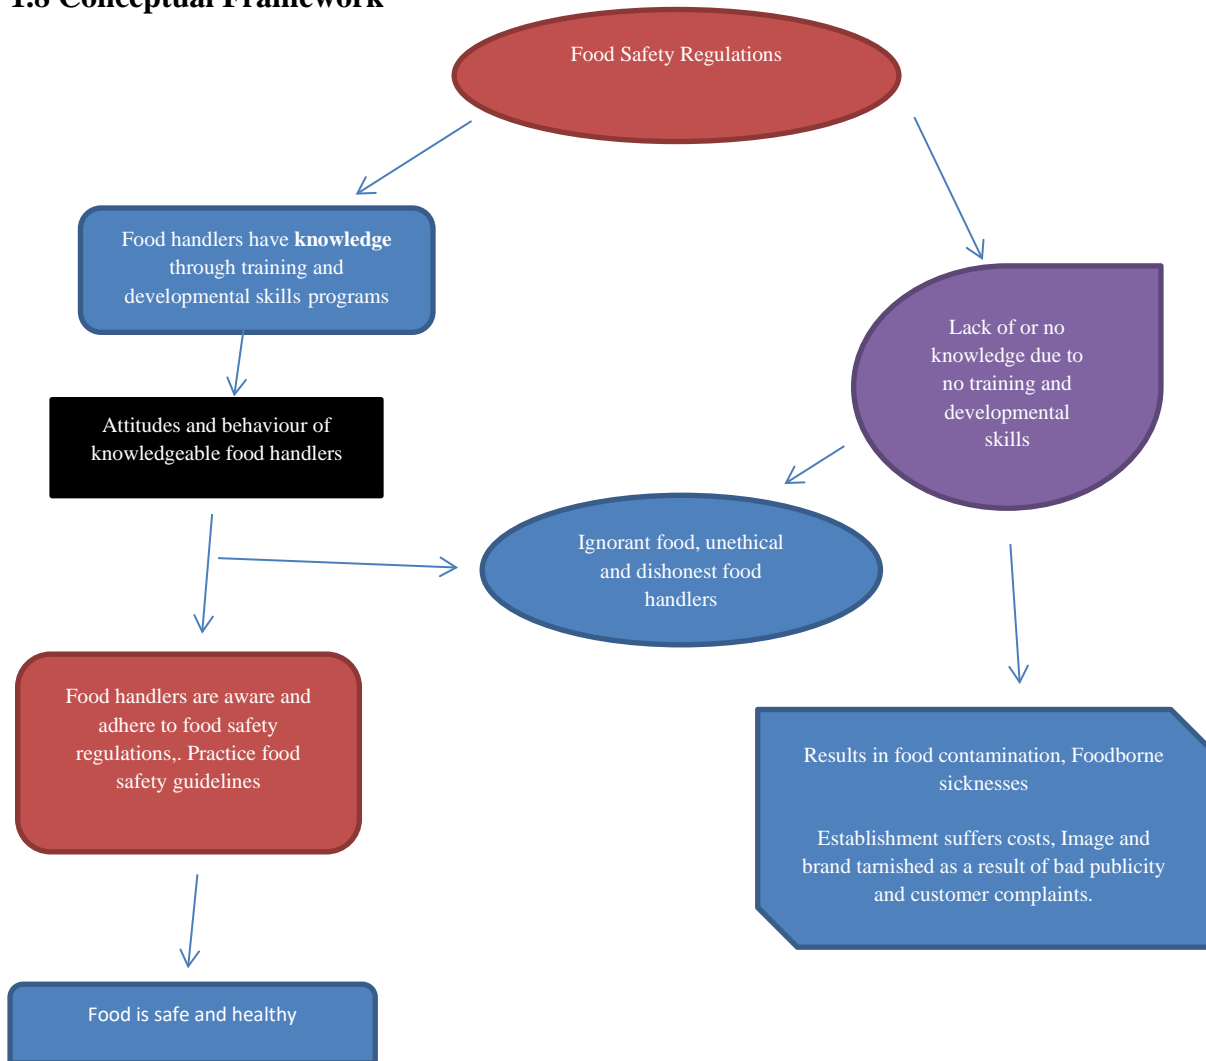 1.8 Conceptual Framework
Food Safety Regulations
Food handlers have knowledge
through training and
developmental skills programs
Lack of or no
knowledge due to
no training and
developmental
skills
Attitudes and behaviour of
knowledgeable food handlers
Ignorant food, unethical
and dishonest food
handlers
Food handlers are aware and
adhere to food safety
regulations,. Practice food
safety guidelines
Results in food contamination, Foodborne
sicknesses
Establishment suffers costs, Image and
brand tarnished as a result of bad publicity
and customer complaints.
Food is safe and healthy